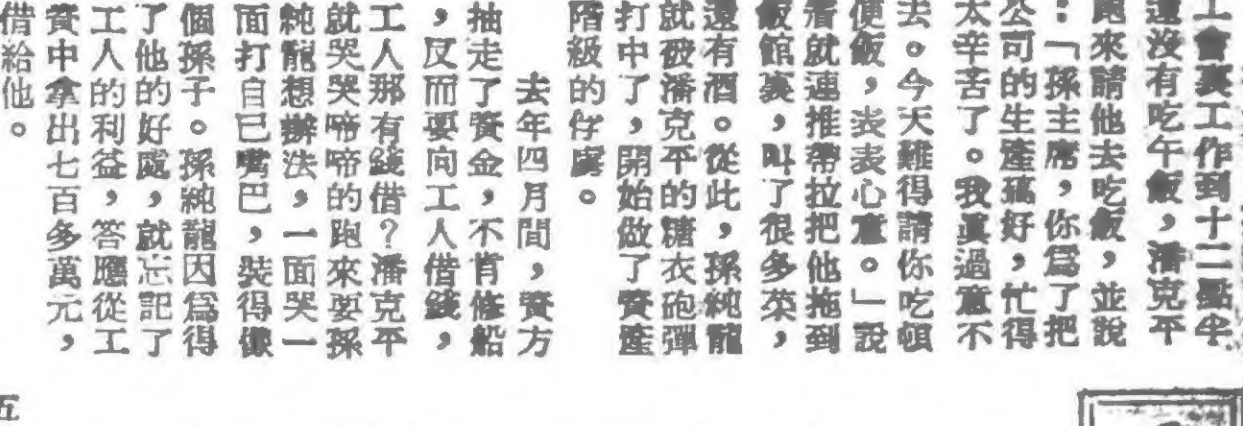 工會裏工作到十二點半
還沒有吃午飯,潘克平
跑來請他去吃飯,並說
:「孫主席,你爲了把
公司的生產搞好,忙得
太辛苦了。我眞過意不
去。今天難得請你吃頓
便飯,表表心意。」說
着就連推帶拉把他拖到
飯館裏,叫了很多菜,
還有酒。從此,孫純龍
就被潘克平的糖衣砲彈
打中了,開始做了資產
階級的俘虜。
去年四月間,資方
抽走了資金,不肯修船
,反而要向工人借錢,
工人那有錢借?潘克平
就哭哭啼啼的跑來要孫
純龍想辦法,一面哭一
面打自已嘴巴,裝得像
個孫子。孫純龍因爲得
了他的好處,就忘記了
工人的利益,答應從工
資中拿出七百多萬元,
借給他。
五